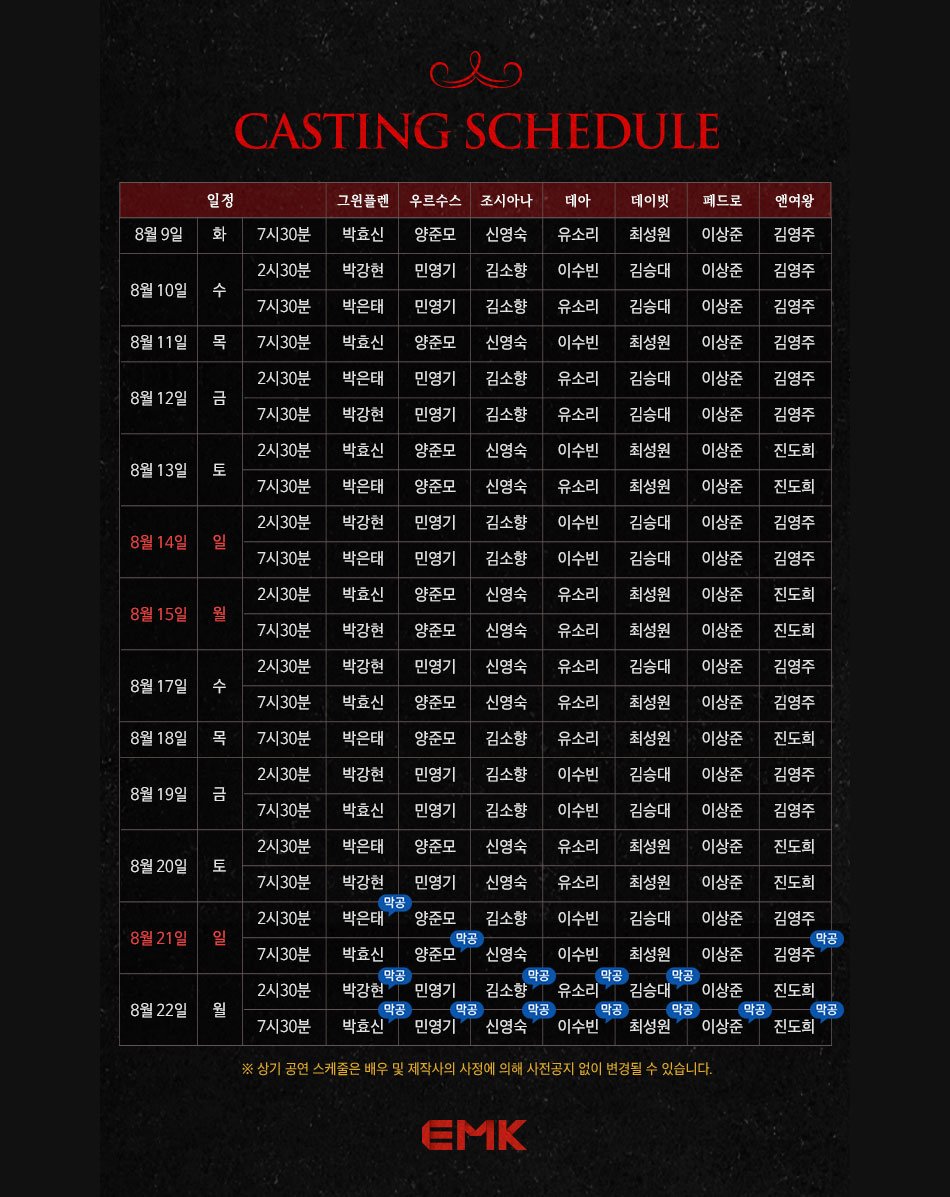 CASTING SCHEDULE
일정 그윈플렌 우르수스 조시아나 데아 데이빗 페드로 앤여왕
8월 9일 화 7시30분 박효신 양준모 신영숙 유소리 최성원 이상준 김영주
8월 10일 수 2시30분 박강현 민영기 김소향 이수빈 김승대 이상준 김영주
7시30분 박은태 민영기 김소향 유소리 김승대 이상준 김영주
8월 11일 목 7시30분 박효신 양준모 신영숙 이수빈 최성원 이상준 김영주
8월 12일 금 2시30분 박은태 민영기 김소향 유소리 김승대 이상준 김영주
7시30분 박강현 민영기 김소향 유소리 김승대 이상준 김영주
8월 13일 토 2시30분 박효신 양준모 신영숙 이수빈 최성원 이상준 진도희
7시30분 박은태 양준모 신영숙 유소리 최성원 이상준 진도희
8월 14일 일 2시30분 박강현 민영기 김소향 이수빈 김승대 이상준 김영주
7시30분 박은태 민영기 김소향 이수빈 김승대 이상준 김영주
8월 15일 월 2시30분 박효신 양준모 신영숙 유소리 최성원 이상준 진도희
7시30분 박강현 양준모 신영숙 유소리 최성원 이상준 진도희
8월 17일 수 2시30분 박강현 민영기 신영숙 유소리 김승대 이상준 김영주
7시30분 박효신 양준모 신영숙 유소리 최성원 이상준 김영주
8월 18일 목 7시30분 박은태 양준모 김소향 유소리 최성원 이상준 진도희
8월 19일 금 2시30분 박강현 민영기 김소향 이수빈 김승대 이상준 김영주
7시30분 박효신 민영기 김소향 이수빈 김승대 이상준 김영주
8월 20일 토 2시30분 박은태 양준모 신영숙 유소리 최성원 이상준 진도희
7시30분 박강현 민영기 신영숙 유소리 최성원 이상준 진도희
막공
8월 21일 일 2시30분 박은태 양준모 김소향 이수빈 김승대 이상준 김영주
막공 막공
7시30분 박효신 양준모 신영숙 이수빈 최성원 이상준 김영주
막공 막공 막공 막공
8월 22일 월 2시30분 박강현 민영기 김소향 유소리 김승대 이상준 진도희
막공 막공 막공 막공 막공 막공 막공
7시30분 박효신 민영기 신영숙 이수빈 최성원 이상준 진도희
※ 상기 공연 스케줄은 배우 및 제작사의 사정에 의해 사전공지 없이 변경될 수 있습니다.
EMK